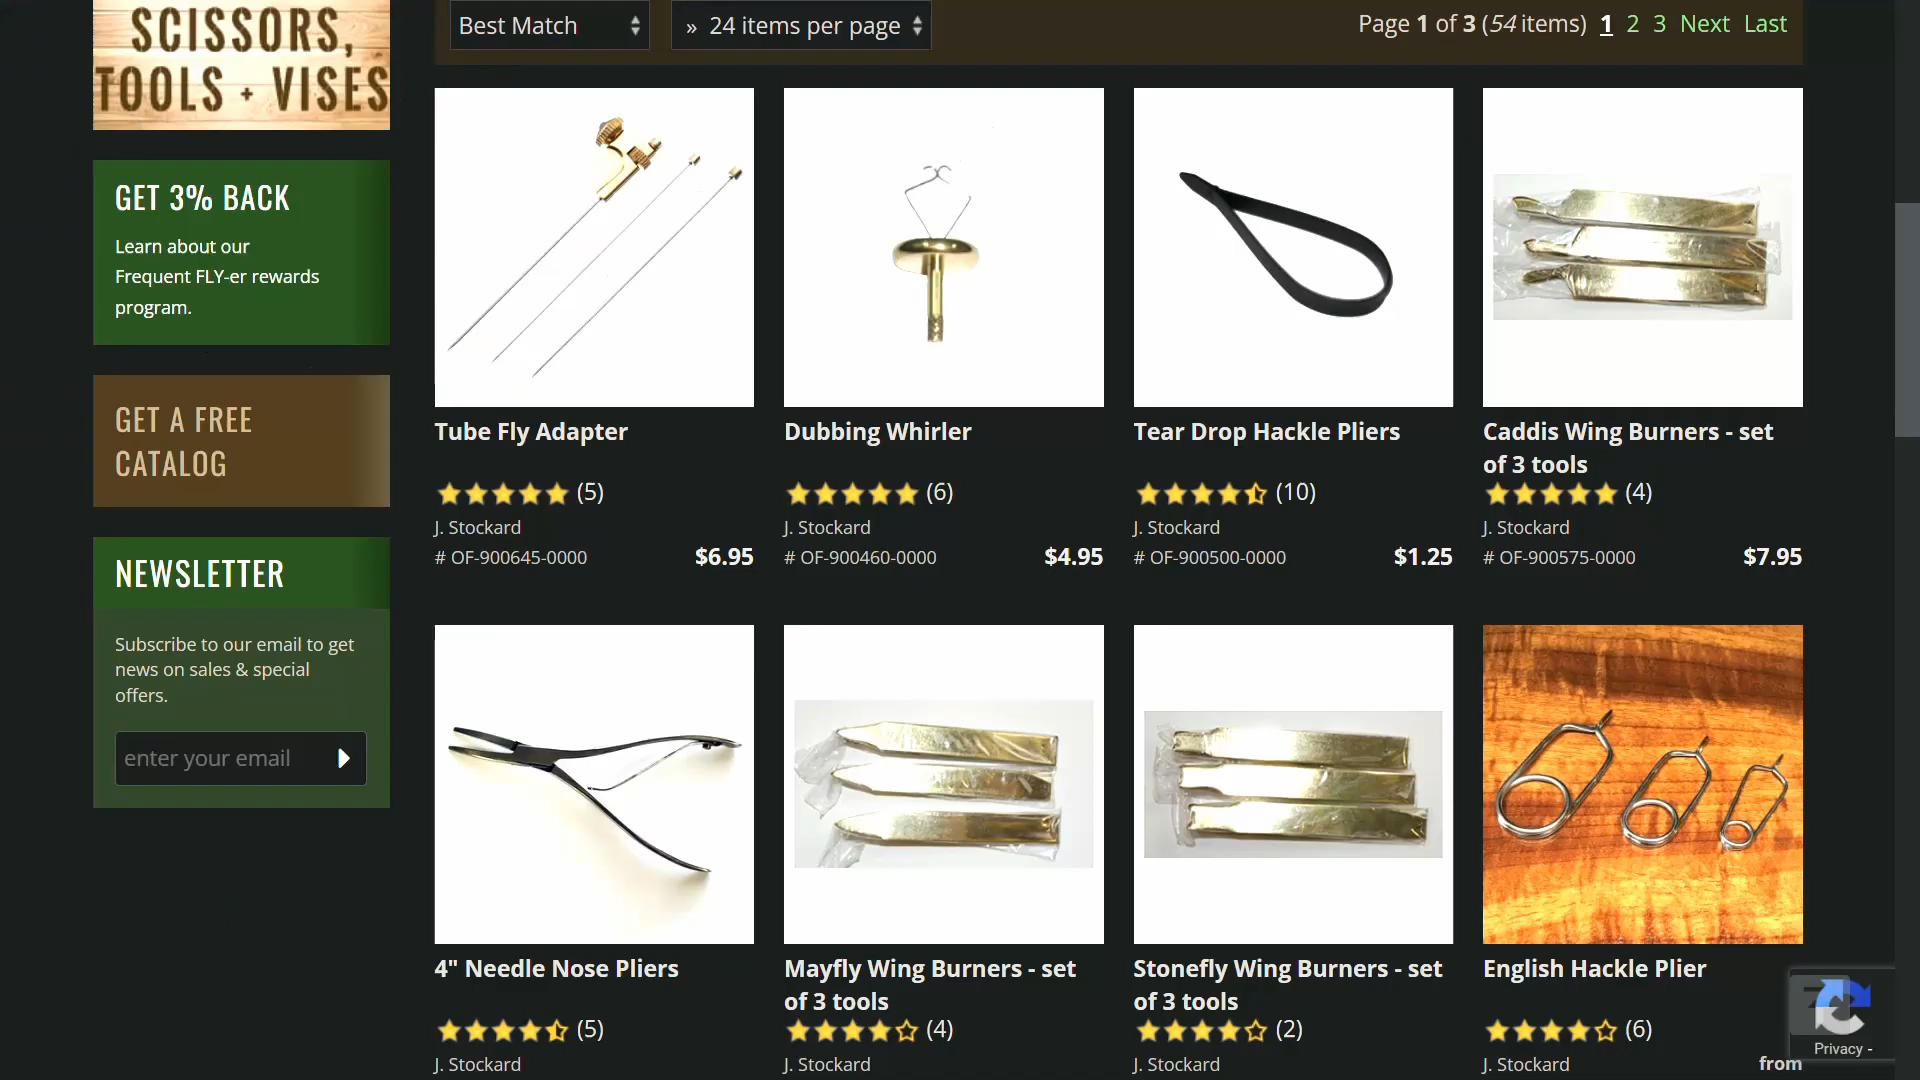 SCISSORS,
TOOLS + VISES
GET 3% BACK
Learn about our
Frequent FLY-er rewards
program.
GET A FREE
CATALOG
NEWSLETTER
Subscribe to our email to get
news on sales & special
offers.
enter your email
Best Match
» 24 items per page
Page 1 of 3 (54 items) 1 2 3 Next Last
Tube Fly Adapter
(5)
J. Stockard
# OF-900645-0000 $6.95
Dubbing Whirler
(6)
J. Stockard
# OF-900460-0000 $4.95
Tear Drop Hackle Pliers
(10)
J. Stockard
# OF-900500-0000 $1.25
Caddis Wing Burners - set
of 3 tools
(4)
J. Stockard
# OF-900575-0000 $7.95
4" Needle Nose Pliers
(5)
J. Stockard
Mayfly Wing Burners - set
of 3 tools
(4)
J. Stockard
Stonefly Wing Burners - set
of 3 tools
(2)
J. Stockard
English Hackle Plier
(6)
J. Stockard
from
Privacy -